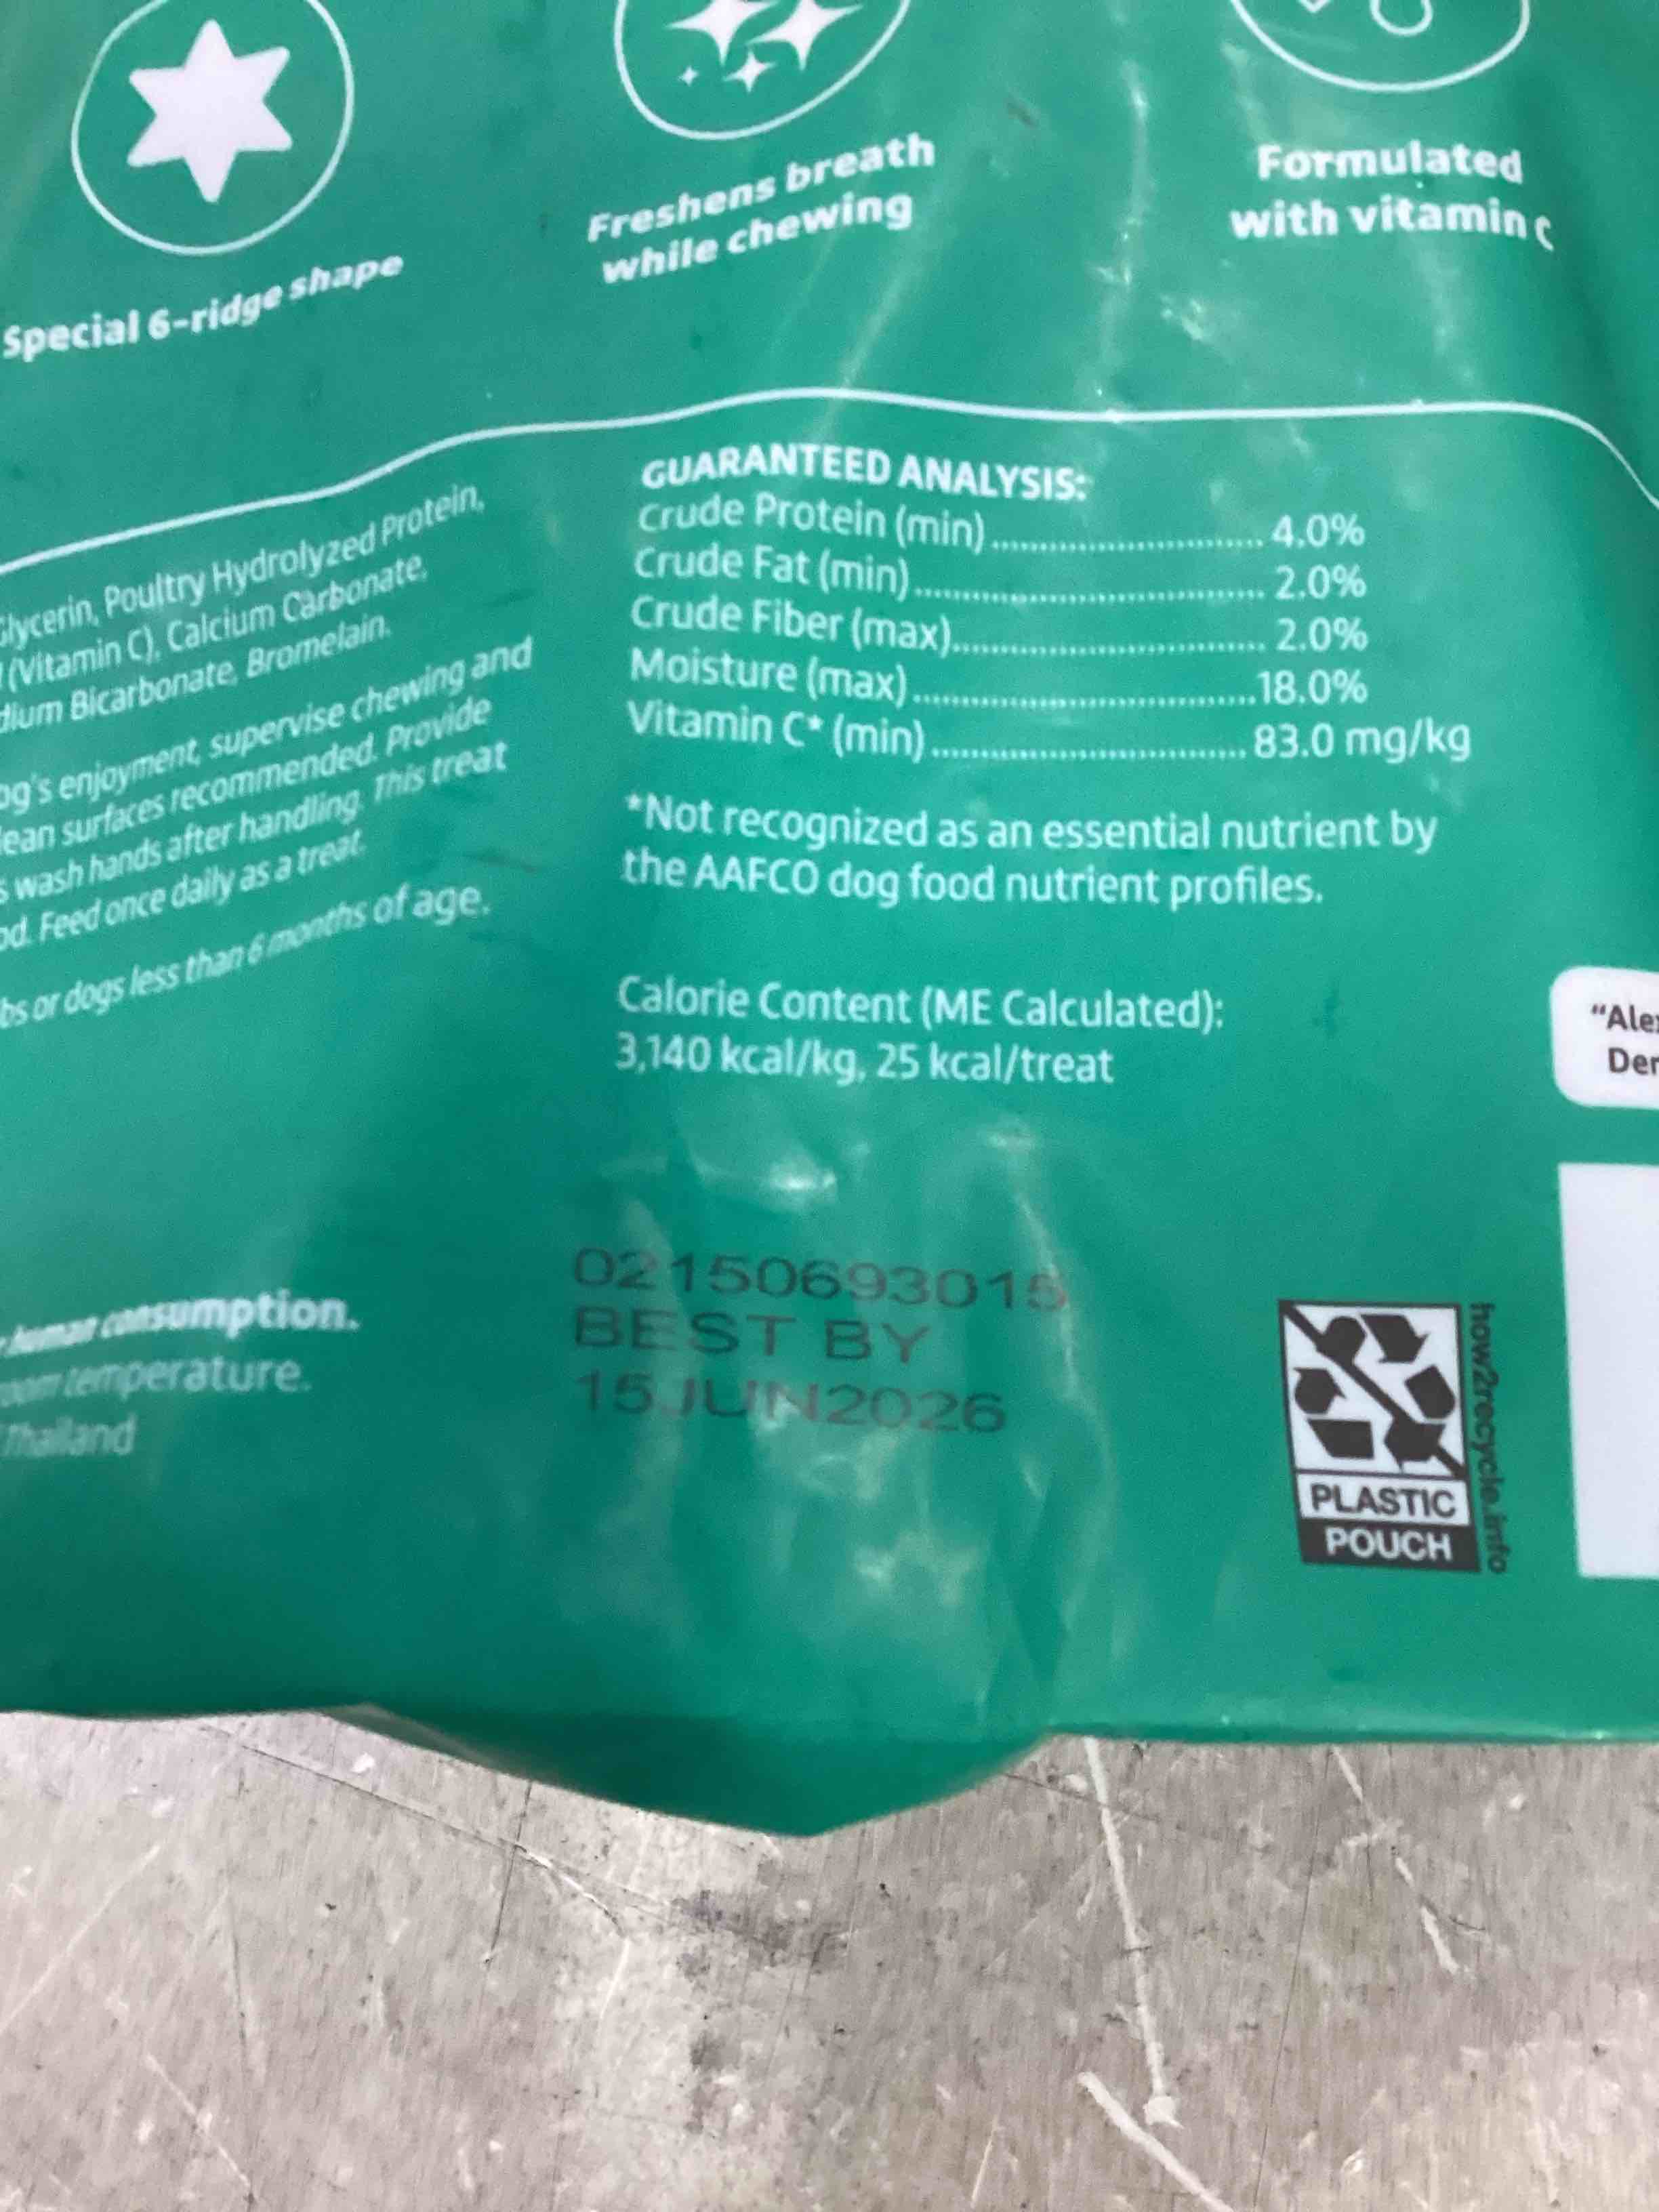 Special 6-ridge shape
Freshens breath
while chewing
Formulated
with vitamin c
Glycerin, Poultry Hydrolyzed Protein,
(Vitamin C), Calcium Carbonate,
dium Bicarbonate, Bromelain.
og's enjoyment, supervise chewing and
lean surfaces recommended. Provide
s wash hands after handling. This treat
od. Feed once daily as a treat.
bs or dogs less than 6 months of age.
human consumption.
oom temperature.
Thailand
GUARANTEED ANALYSIS:
Crude Protein (min) 4.0%
Crude Fat (min) 2.0%
Crude Fiber (max) 2.0%
Moisture (max) 18.0%
Vitamin C* (min) 83.0 mg/kg
*Not recognized as an essential nutrient by
the AAFCO dog food nutrient profiles.
Calorie Content (ME Calculated):
3,140 kcal/kg, 25 kcal/treat
02150693015
BEST BY
15JUN2026
"Ale
Den
how2recycle.info
PLASTIC
POUCH